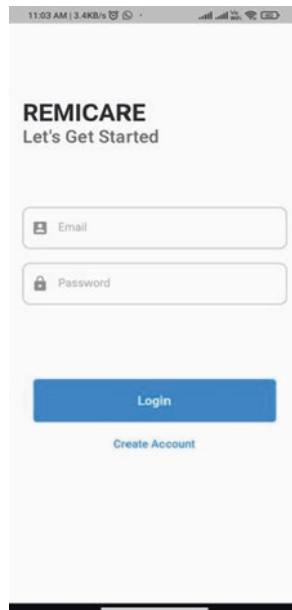 11:03 AM | 3.4KB/s
REMICARE
Let's Get Started
Email
Password
Login
Create Account